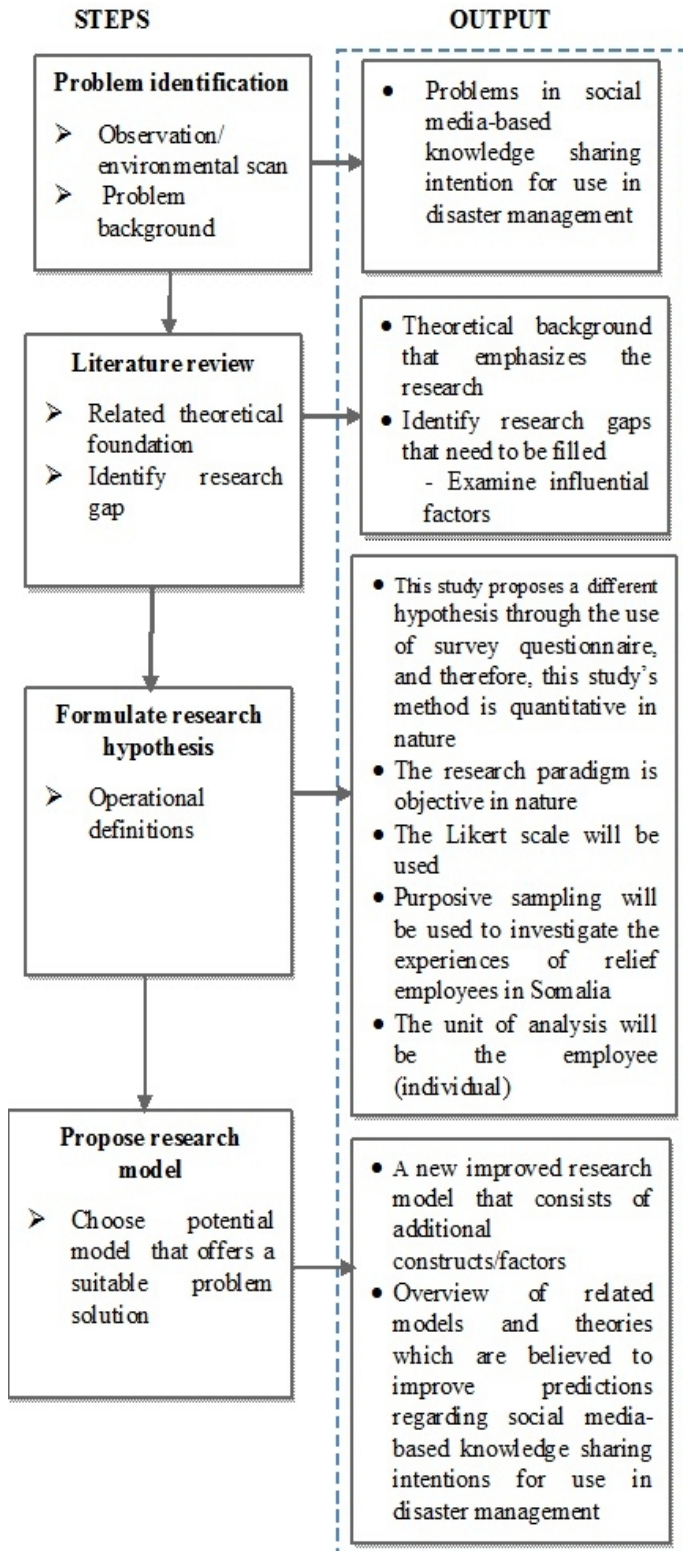 STEPS
OUTPUT
Problem identification
➢ Observation/
environmental scan
➢ Problem
background
● Problems in social
media-based
knowledge sharing
intention for use in
disaster management
Literature review
➢ Related theoretical
foundation
➢ Identify research
gap
● Theoretical background
that emphasizes the
research
● Identify research gaps
that need to be filled
- Examine influential
factors
Formulate research
hypothesis
➢ Operational
definitions
● This study proposes a different
hypothesis through the use
of survey questionnaire,
and therefore, this study's
method is quantitative in
nature
● The research paradigm is
objective in nature
● The Likert scale will be
used
● Purposive sampling will
be used to investigate the
experiences of relief
employees in Somalia
● The unit of analysis will
be the employee
(individual)
Propose research
model
➢ Choose potential
model that offers a
suitable problem
solution
● A new improved research
model that consists of
additional
constructs/factors
● Overview of related
models and theories
which are believed to
improve predictions
regarding social media-
based knowledge sharing
intentions for use in
disaster management